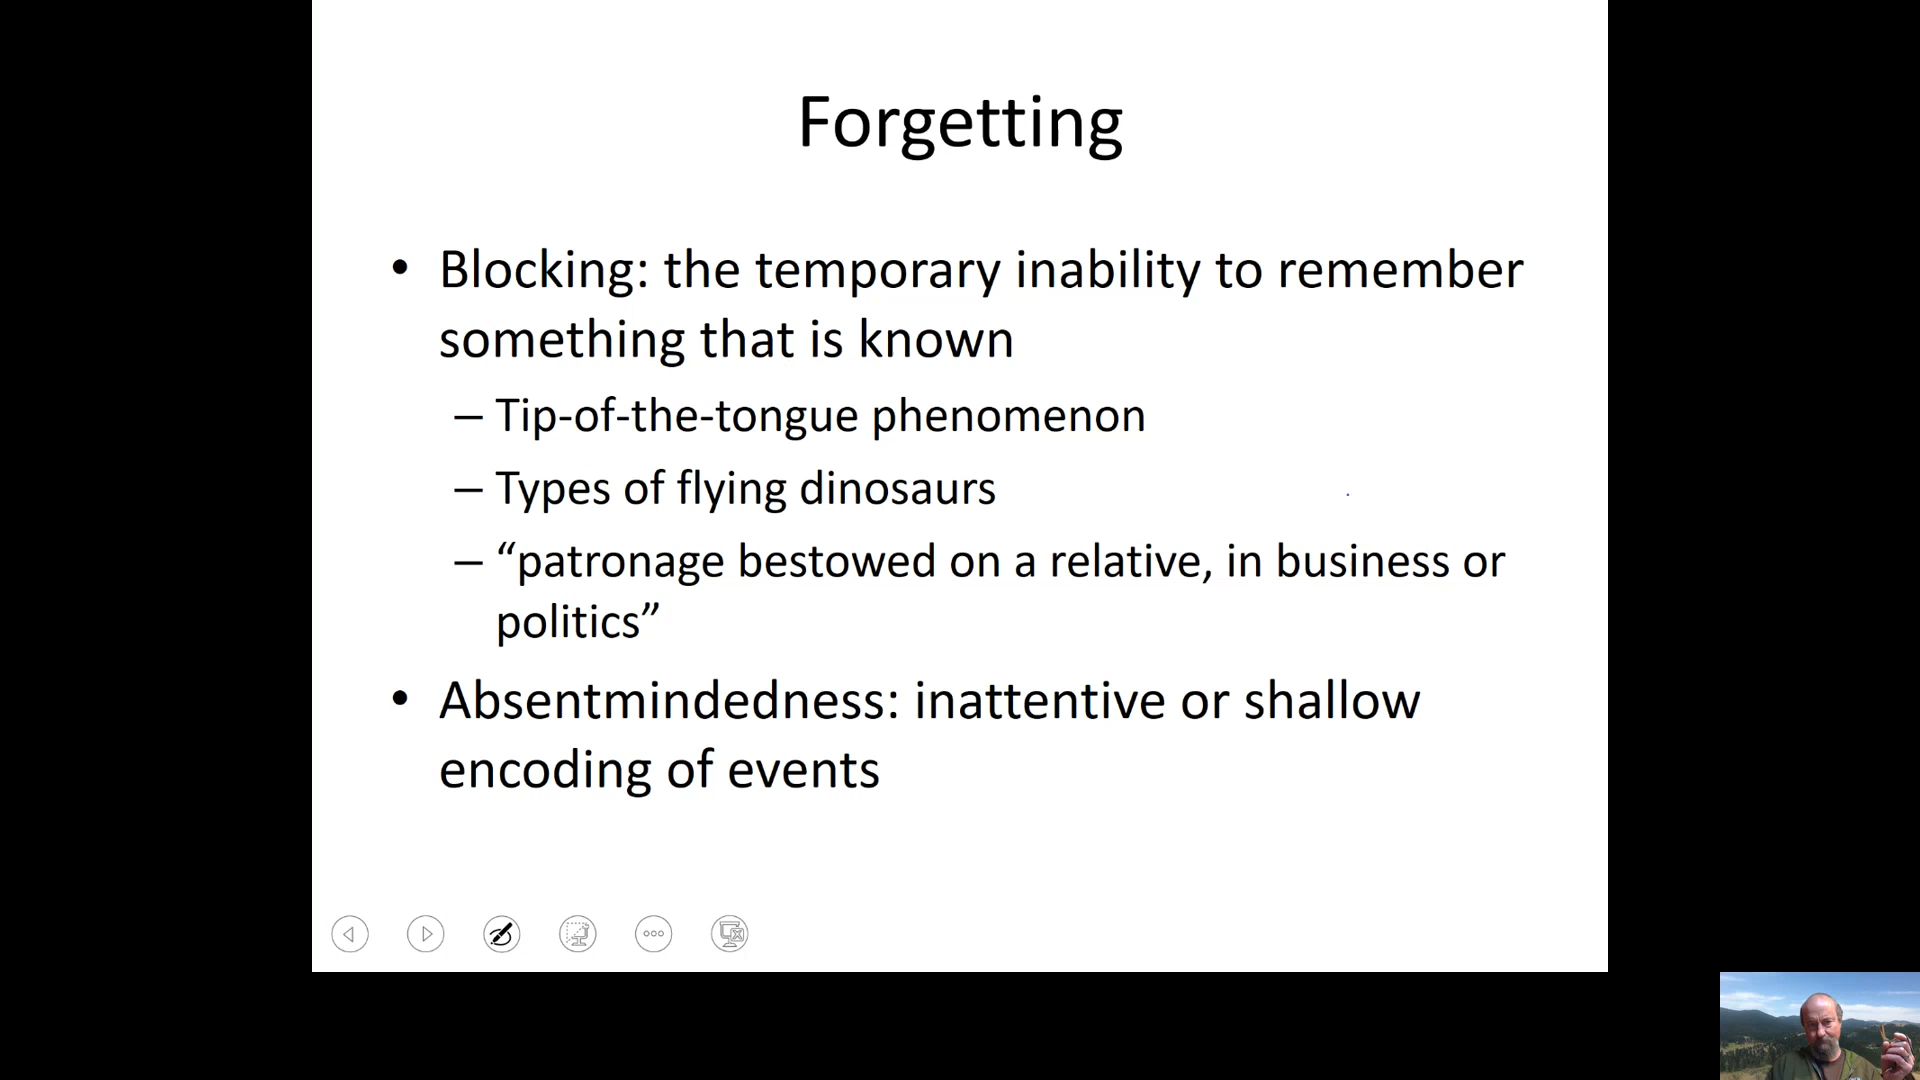 Forgetting
• Blocking: the temporary inability to remember
something that is known
– Tip-of-the-tongue phenomenon
– Types of flying dinosaurs
– “patronage bestowed on a relative, in business or
politics”
• Absentmindedness: inattentive or shallow
encoding of events